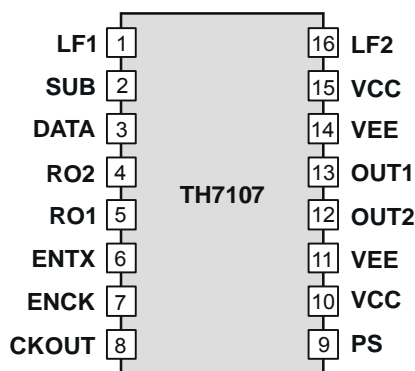 LF1 1 16 LF2
SUB 2 15 VCC
DATA 3 14 VEE
RO2 4 13 OUT1
TH7107
RO1 5 12 OUT2
ENTX 6 11 VEE
ENCK 7 10 VCC
CKOUT 8 9 PS